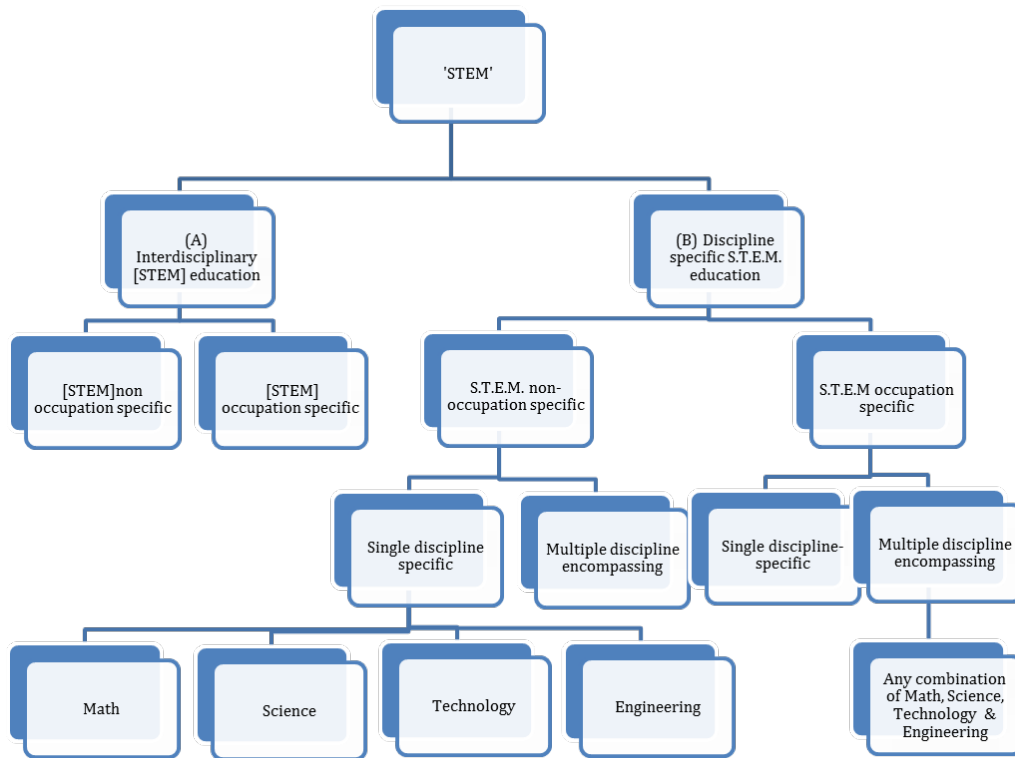 'STEM'
(A)
Interdisciplinary
[STEM] education
(B) Discipline
specific S.T.E.M.
education
[STEM]non
occupation specific
[STEM]
occupation specific
S.T.E.M. non-
occupation specific
S.T.E.M occupation
specific
Single discipline
specific
Multiple discipline
encompassing
Single discipline-
specific
Multiple discipline
encompassing
Math
Science
Technology
Engineering
Any combination
of Math, Science,
Technology &
Engineering